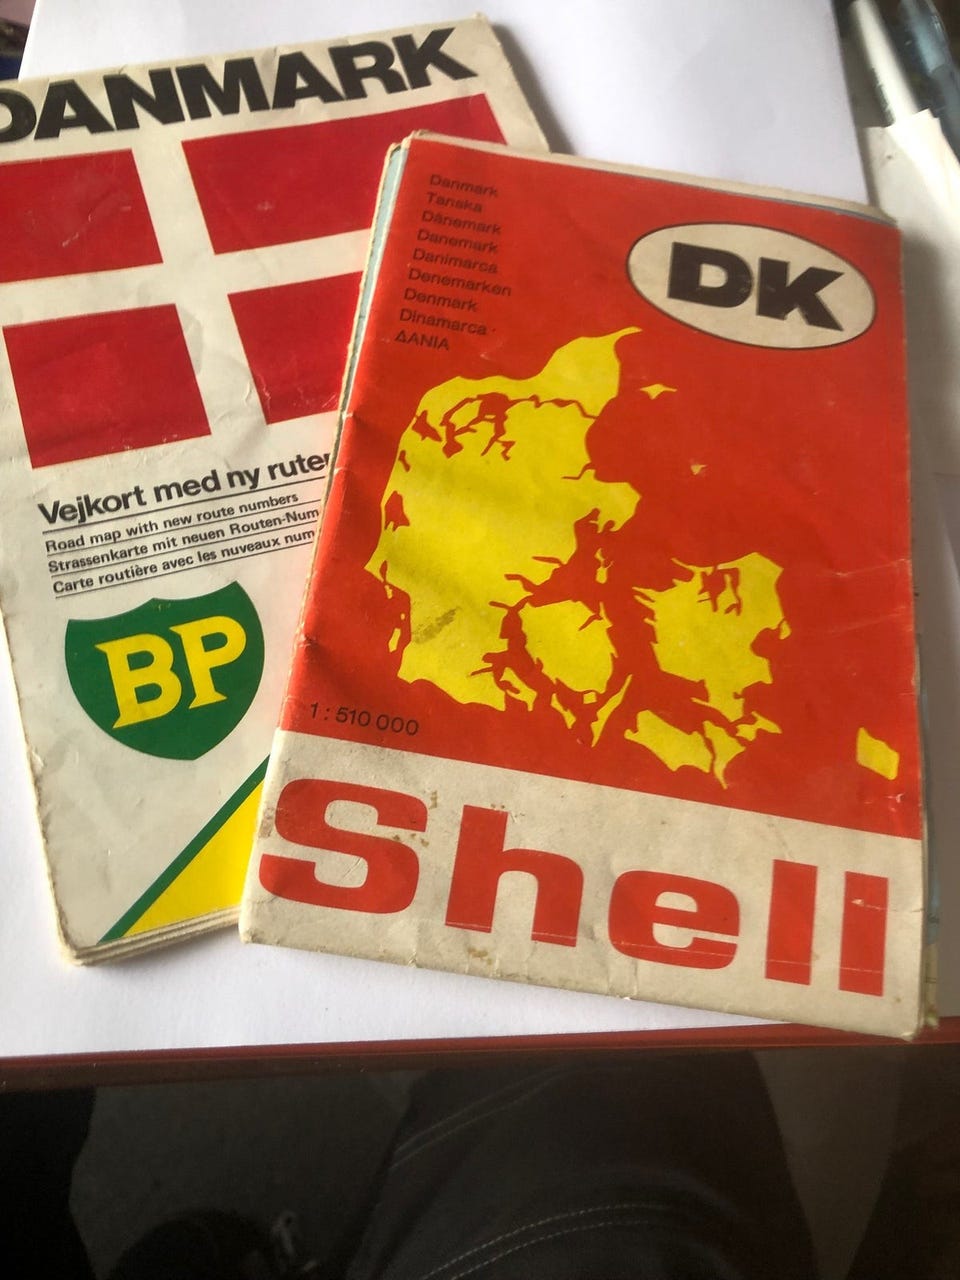 DANMARK
Vejkort med ny ruter
Road map with new route numbers
Strassenkarte mit neuen Routen-Num
Carte routière avec les nuveaux num
BP
Danmark
Tanska
Dänemark
Danemark
Danimarca
Denemarken
Denmark
Dinamarca
ΔΑΝΙΑ
DK
1:510 000
Shell